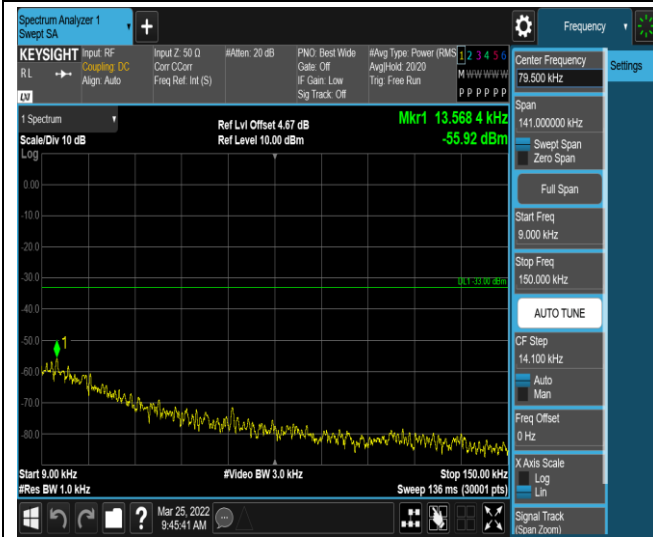 Spectrum Analyzer 1
Swept SA
Frequency
KEYSIGHT
RL
LXI
Input: RF
Coupling: DC
Align: Auto
Input Z: 50 Ω
Corr CCorr
Freq Ref: Int (S)
#Atten: 20 dB
PNO: Best Wide
Gate: Off
IF Gain: Low
Sig Track: Off
#Avg Type: Power (RMS
Avg|Hold: 20/20
Trig: Free Run
1 2 3 4 5 6
M W W W W W
P P P P P P
1 Spectrum
Scale/Div 10 dB
Log
Ref Lvl Offset 4.67 dB
Ref Level 10.00 dBm
Mkr1 13.568 4 kHz
-55.92 dBm
0.00
-10.0
-20.0
-30.0
DL1 -33.00 dBm
-40.0
-50.0
1
-60.0
-70.0
-80.0
Start 9.00 kHz
#Res BW 1.0 kHz
#Video BW 3.0 kHz
Stop 150.00 kHz
Sweep 136 ms (30001 pts)
Mar 25, 2022
9:45:41 AM
Center Frequency
79.500 kHz
Span
141.000000 kHz
Swept Span
Zero Span
Full Span
Start Freq
9.000 kHz
Stop Freq
150.000 kHz
AUTO TUNE
CF Step
14.100 kHz
Auto
Man
Freq Offset
0 Hz
X Axis Scale
Log
Lin
Signal Track
(Span Zoom)
Settings